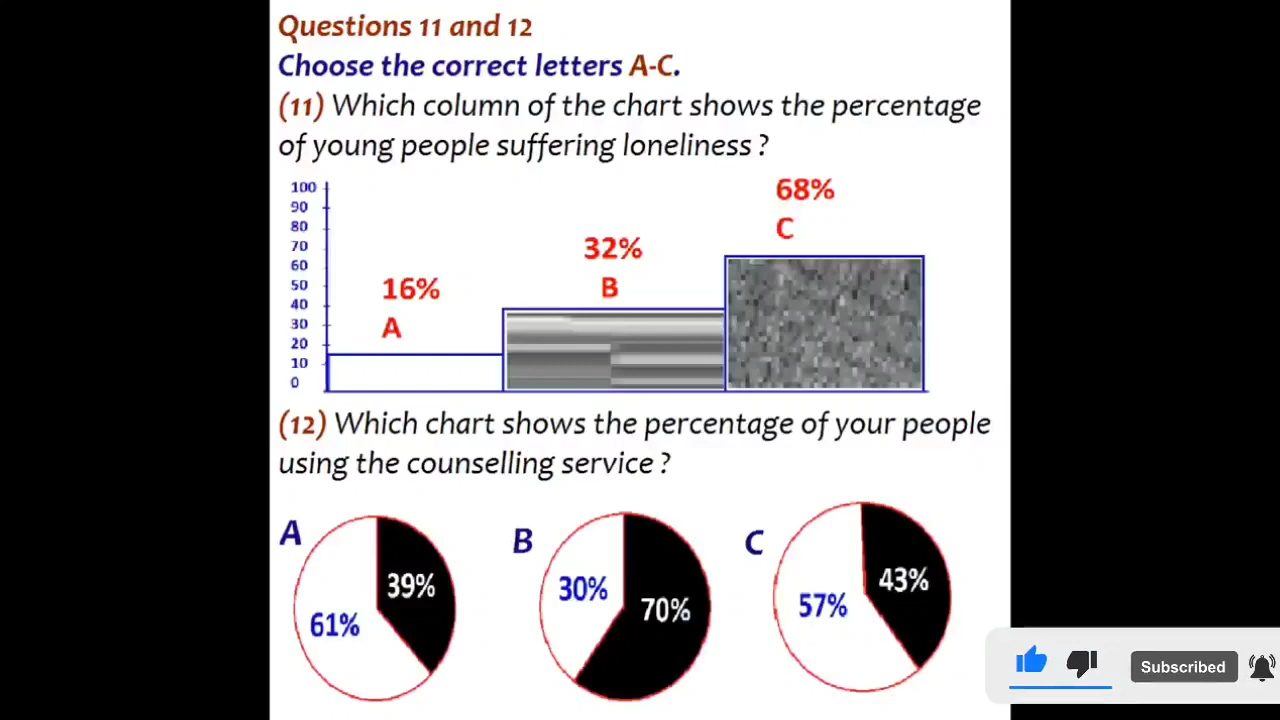 Questions 11 and 12
Choose the correct letters A-C.
(11) Which column of the chart shows the percentage
of young people suffering loneliness ?
100
90
80
70
60
50
40
30
20
10
0
16%
A
32%
B
68%
C
(12) Which chart shows the percentage of your people
using the counselling service ?
A
39%
61%
B
30%
70%
C
43%
57%
Subscribed